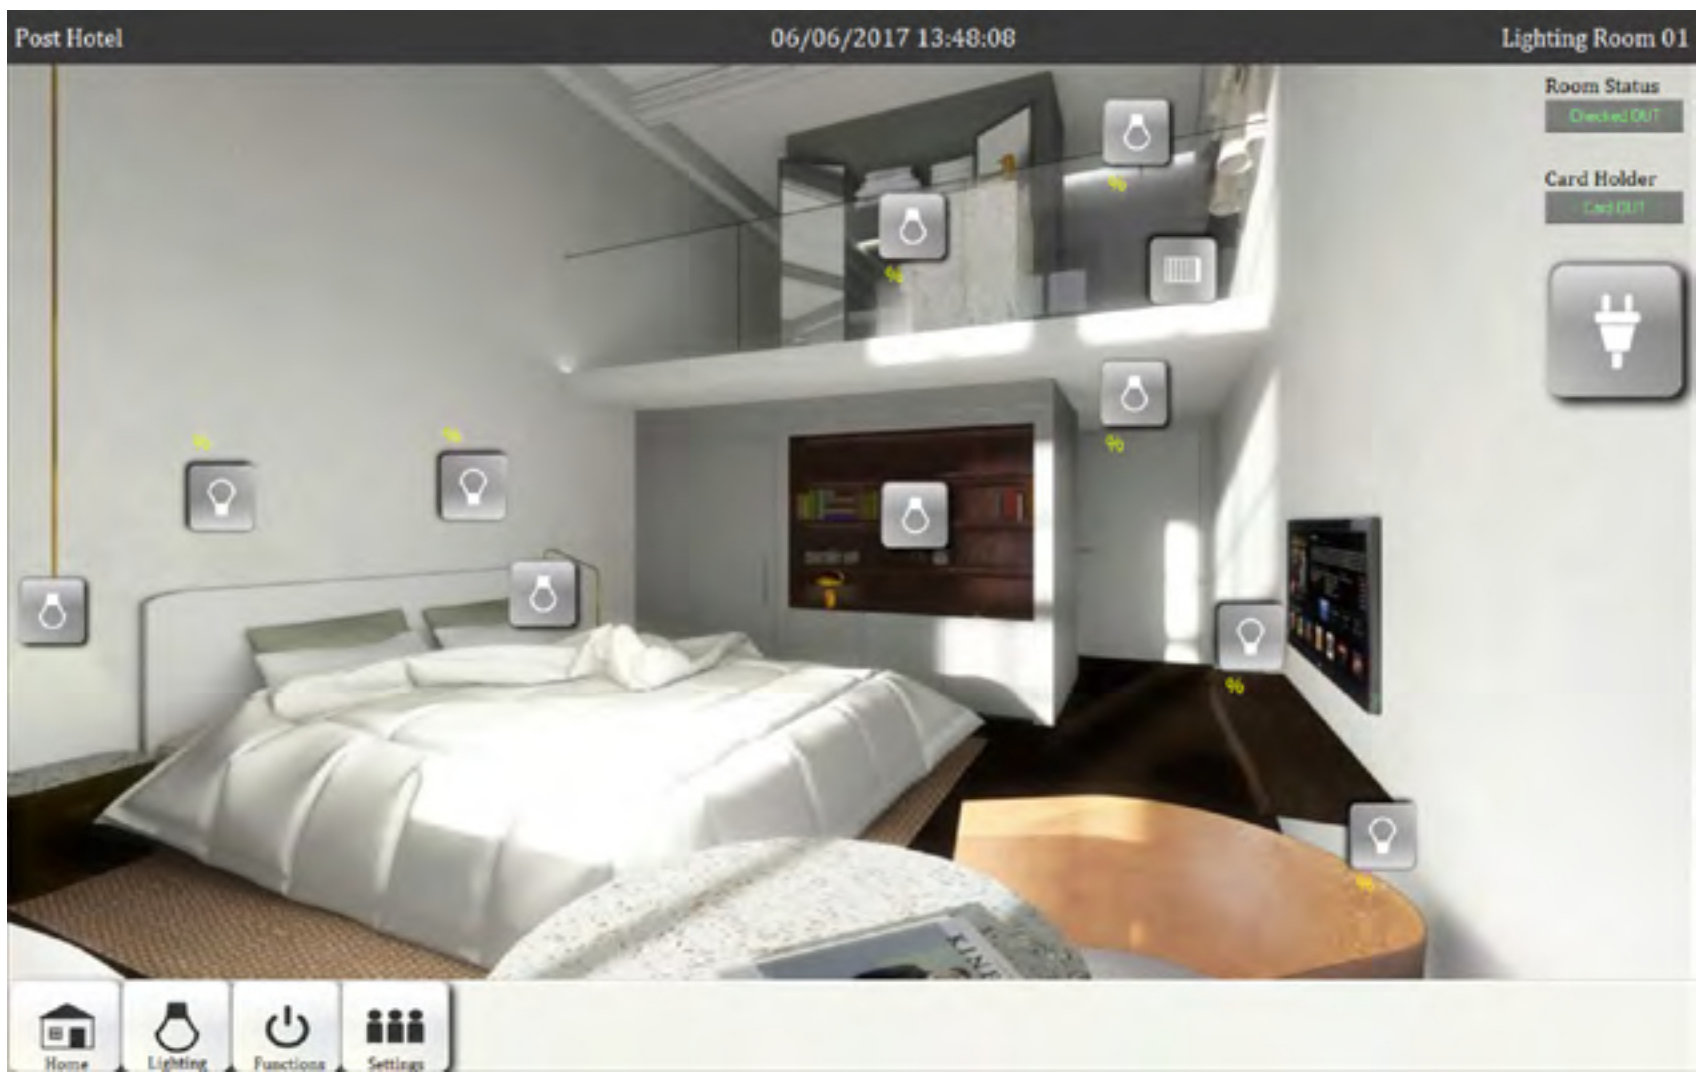 Post Hotel
06/06/2017 13:48:08
Lighting Room 01
Room Status
Checked OUT
Card Holder
Card OUT
%
%
%
%
%
%
%
KINF
Home
Lighting
Functions
Settings